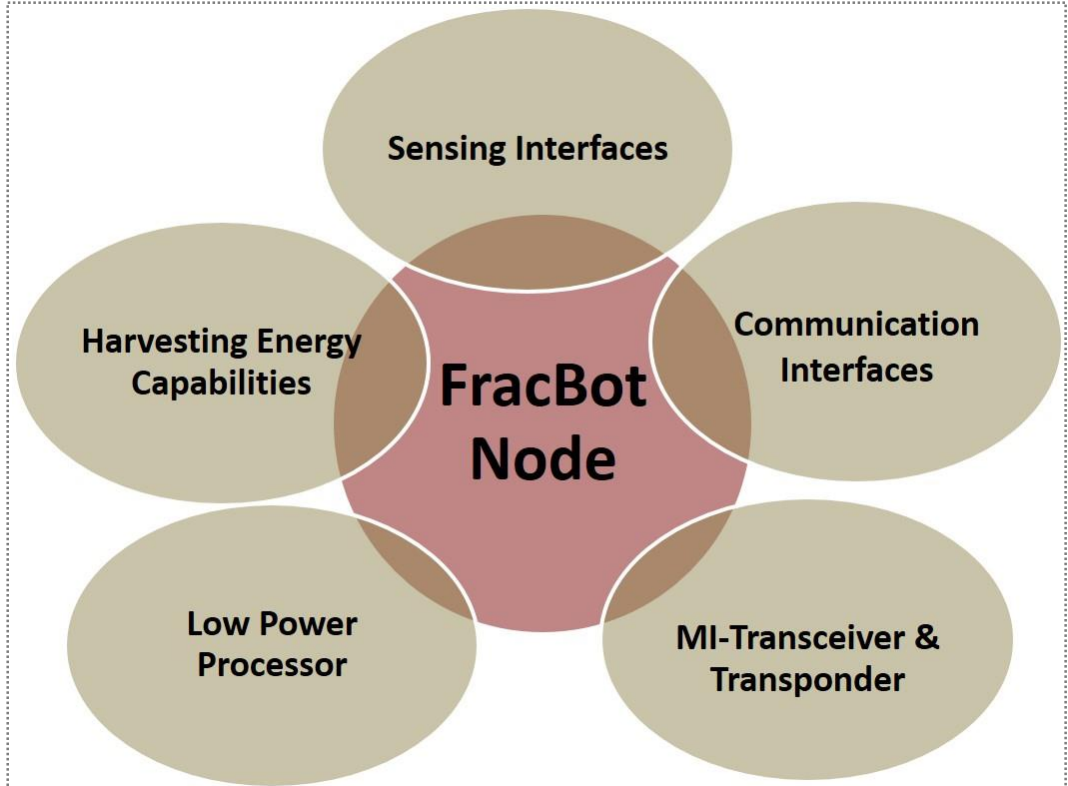 Sensing Interfaces
Harvesting Energy
Capabilities
Communication
Interfaces
FracBot
Node
Low Power
Processor
MI-Transceiver &
Transponder